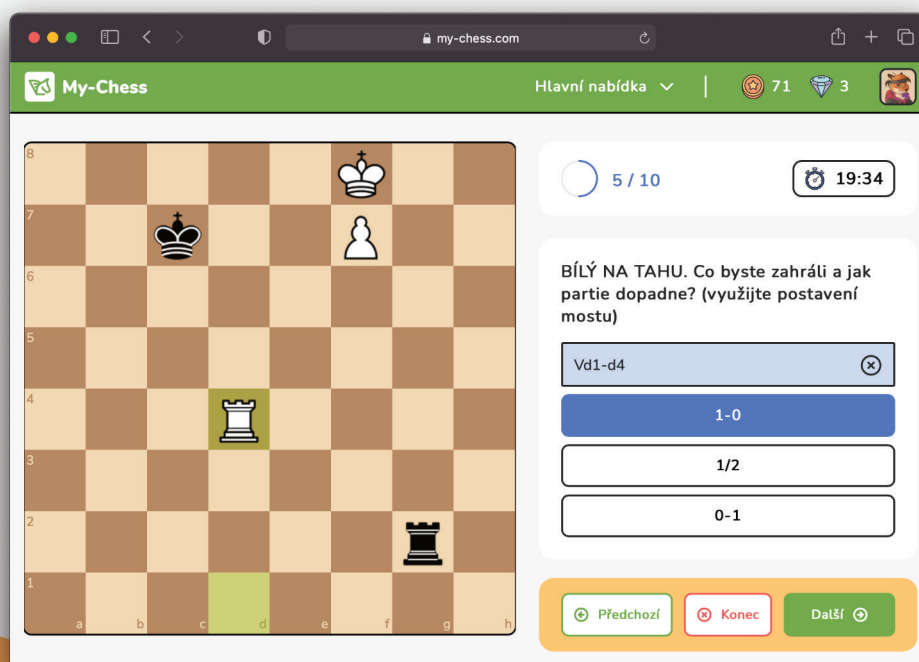 my-chess.com
My-Chess
Hlavní nabídka
71
3
8
7
6
5
4
3
2
1
a
b
c
d
e
f
g
h
5 / 10
19:34
BÍLÝ NA TAHU. Co byste zahráli a jak
partie dopadne? (využijte postavení
mostu)
Vd1-d4
1-0
1/2
0-1
Předchozí
Konec
Další